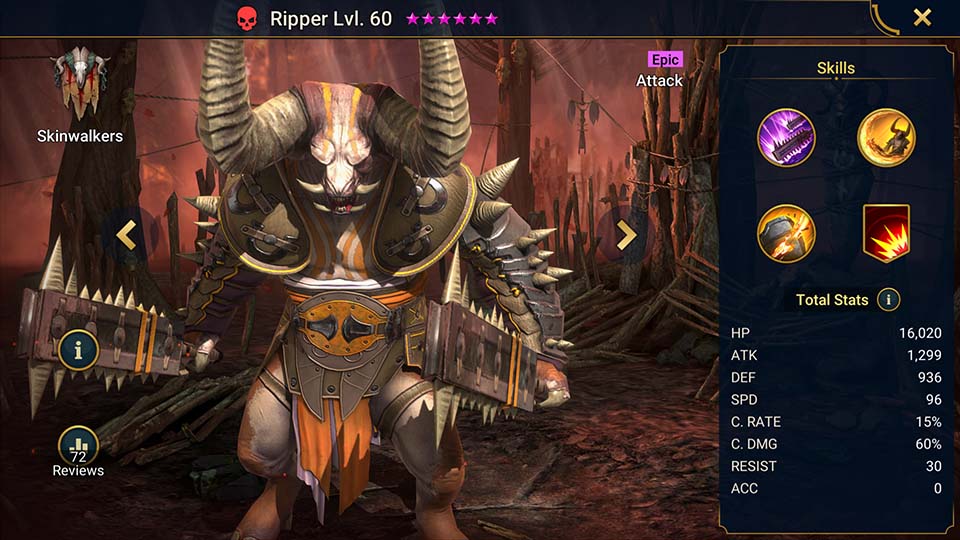 Ripper Lvl. 60
Epic
Attack
Skinwalkers
72
Reviews
Skills
Total Stats
HP 16,020
ATK 1,299
DEF 936
SPD 96
C. RATE 15%
C. DMG 60%
RESIST 30
ACC 0